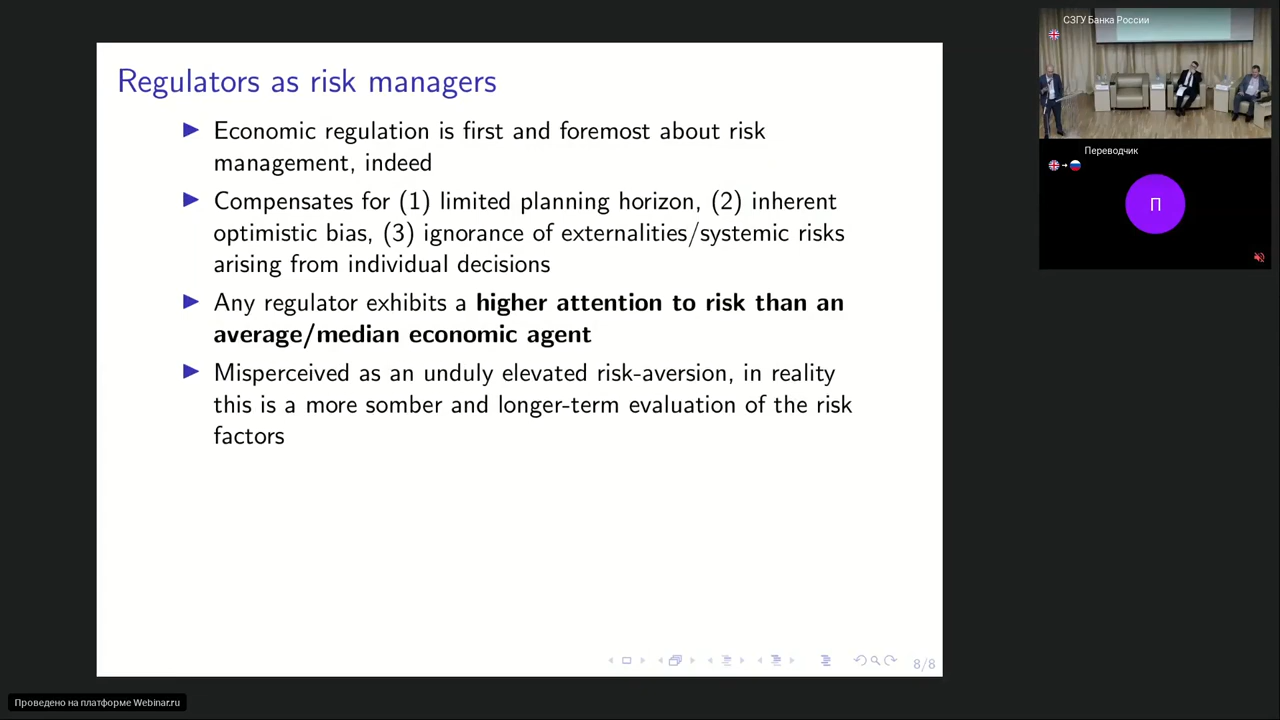 Regulators as risk managers
Economic regulation is first and foremost about risk
management, indeed
Compensates for (1) limited planning horizon, (2) inherent
optimistic bias, (3) ignorance of externalities/systemic risks
arising from individual decisions
Any regulator exhibits a higher attention to risk than an
average/median economic agent
Misperceived as an unduly elevated risk-aversion, in reality
this is a more somber and longer-term evaluation of the risk
factors
8/8
СЗГУ Банка России
Переводчик
П
Проведено на платформе Webinar.ru